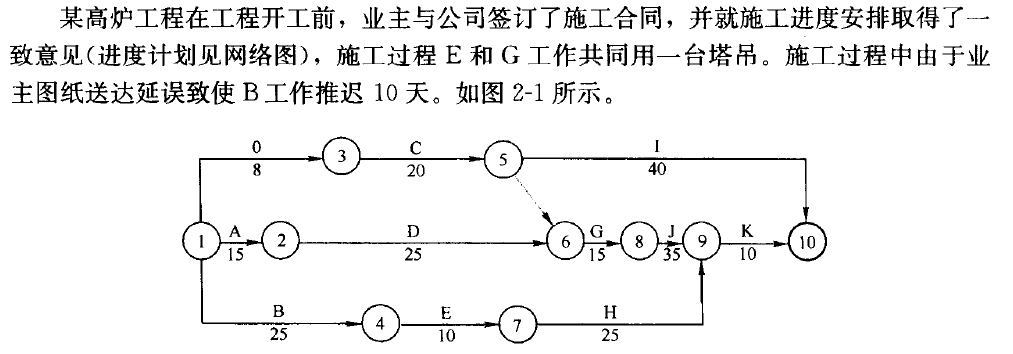 某高炉工程在工程开工前，业主与公司签订了施工合同，并就施工进度安排取得了一
致意见(进度计划见网络图)，施工过程 E 和 G 工作共同用一台塔吊。施工过程中由于业
主图纸送达延误致使 B 工作推迟 10 天。如图 2-1 所示。
0 C I
3 5
8 20 40
A D G J K
1 2 6 8 9 10
15 25 15 35 10
B E H
4 7
25 10 25